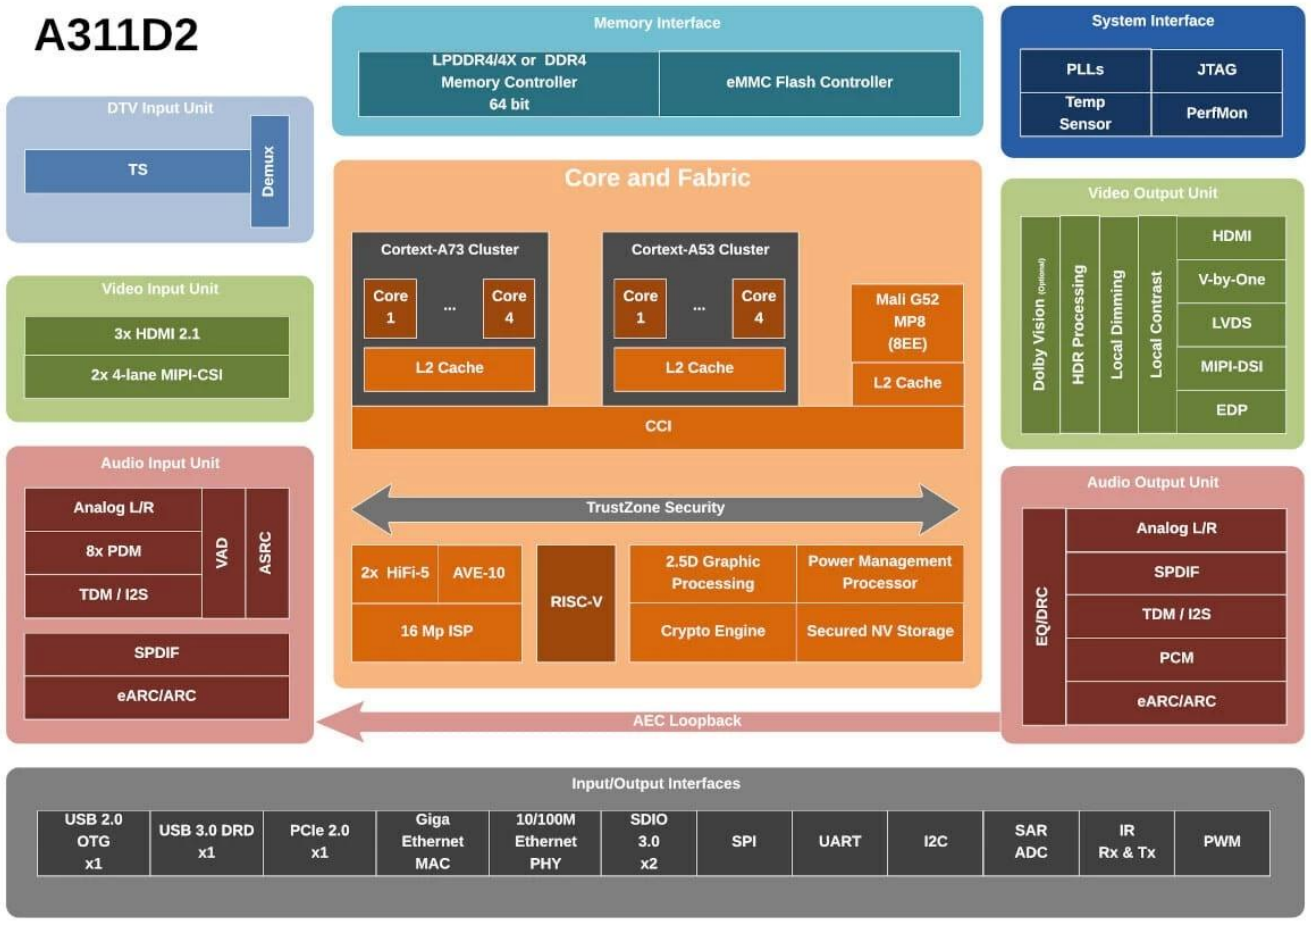 A311D2
Memory Interface
LPDDR4/4X or DDR4
Memory Controller
64 bit
eMMC Flash Controller
System Interface
PLLs
JTAG
Temp
Sensor
PerfMon
DTV Input Unit
TS
Demux
Video Input Unit
3x HDMI 2.1
2x 4-lane MIPI-CSI
Audio Input Unit
Analog L/R
8x PDM
TDM / I2S
VAD
ASRC
SPDIF
eARC/ARC
Core and Fabric
Cortext-A73 Cluster
Core
1
...
Core
4
L2 Cache
Cortext-A53 Cluster
Core
1
...
Core
4
L2 Cache
Mali G52
MP8
(8EE)
L2 Cache
CCI
TrustZone Security
2x HiFi-5
AVE-10
16 Mp ISP
RISC-V
2.5D Graphic
Processing
Power Management
Processor
Crypto Engine
Secured NV Storage
Video Output Unit
Dolby Vision (Optional)
HDR Processing
Local Dimming
Local Contrast
HDMI
V-by-One
LVDS
MIPI-DSI
EDP
Audio Output Unit
EQ/DRC
Analog L/R
SPDIF
TDM / I2S
PCM
eARC/ARC
AEC Loopback
Input/Output Interfaces
USB 2.0
OTG
x1
USB 3.0 DRD
x1
PCIe 2.0
x1
Giga
Ethernet
MAC
10/100M
Ethernet
PHY
SDIO
3.0
x2
SPI
UART
I2C
SAR
ADC
IR
Rx & Tx
PWM